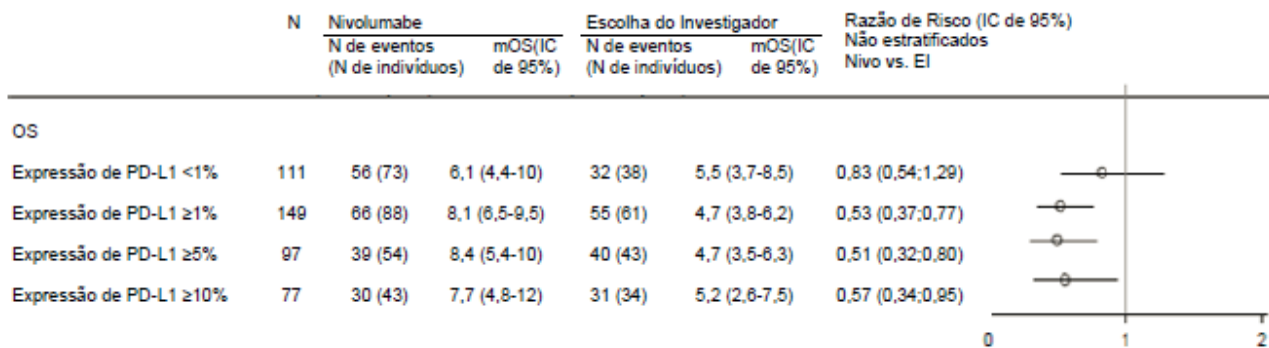 N Nivolumabe Escolha do Investigador Razão de Risco (IC de 95%)
N de eventos mOS(IC N de eventos mOS(IC Não estratificados
(N de indivíduos) de 95%) (N de indivíduos) de 95%) Nivo vs. EI
OS
Expressão de PD-L1 <1% 111 56 (73) 6,1 (4,4-10) 32 (38) 5,5 (3,7-8,5) 0,83 (0,54;1,29)
Expressão de PD-L1 ≥1% 149 66 (88) 8,1 (6,5-9,5) 55 (61) 4,7 (3,8-6,2) 0,53 (0,37;0,77)
Expressão de PD-L1 ≥5% 97 39 (54) 8,4 (5,4-10) 40 (43) 4,7 (3,5-6,3) 0,51 (0,32;0,80)
Expressão de PD-L1 ≥10% 77 30 (43) 7,7 (4,8-12) 31 (34) 5,2 (2,6-7,5) 0,57 (0,34;0,95)
0 1 2